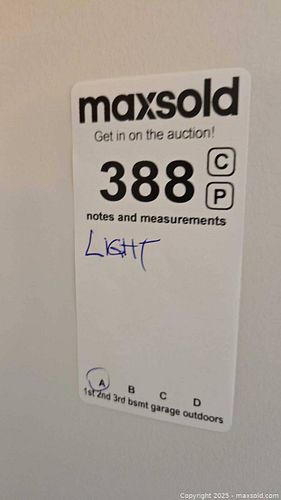 maxsold
Get in on the auction!
388 C
P
notes and measurements
LIGHT
A B C D
1st 2nd 3rd bsmt garage outdoors
Copyright 2025 - maxsold.com